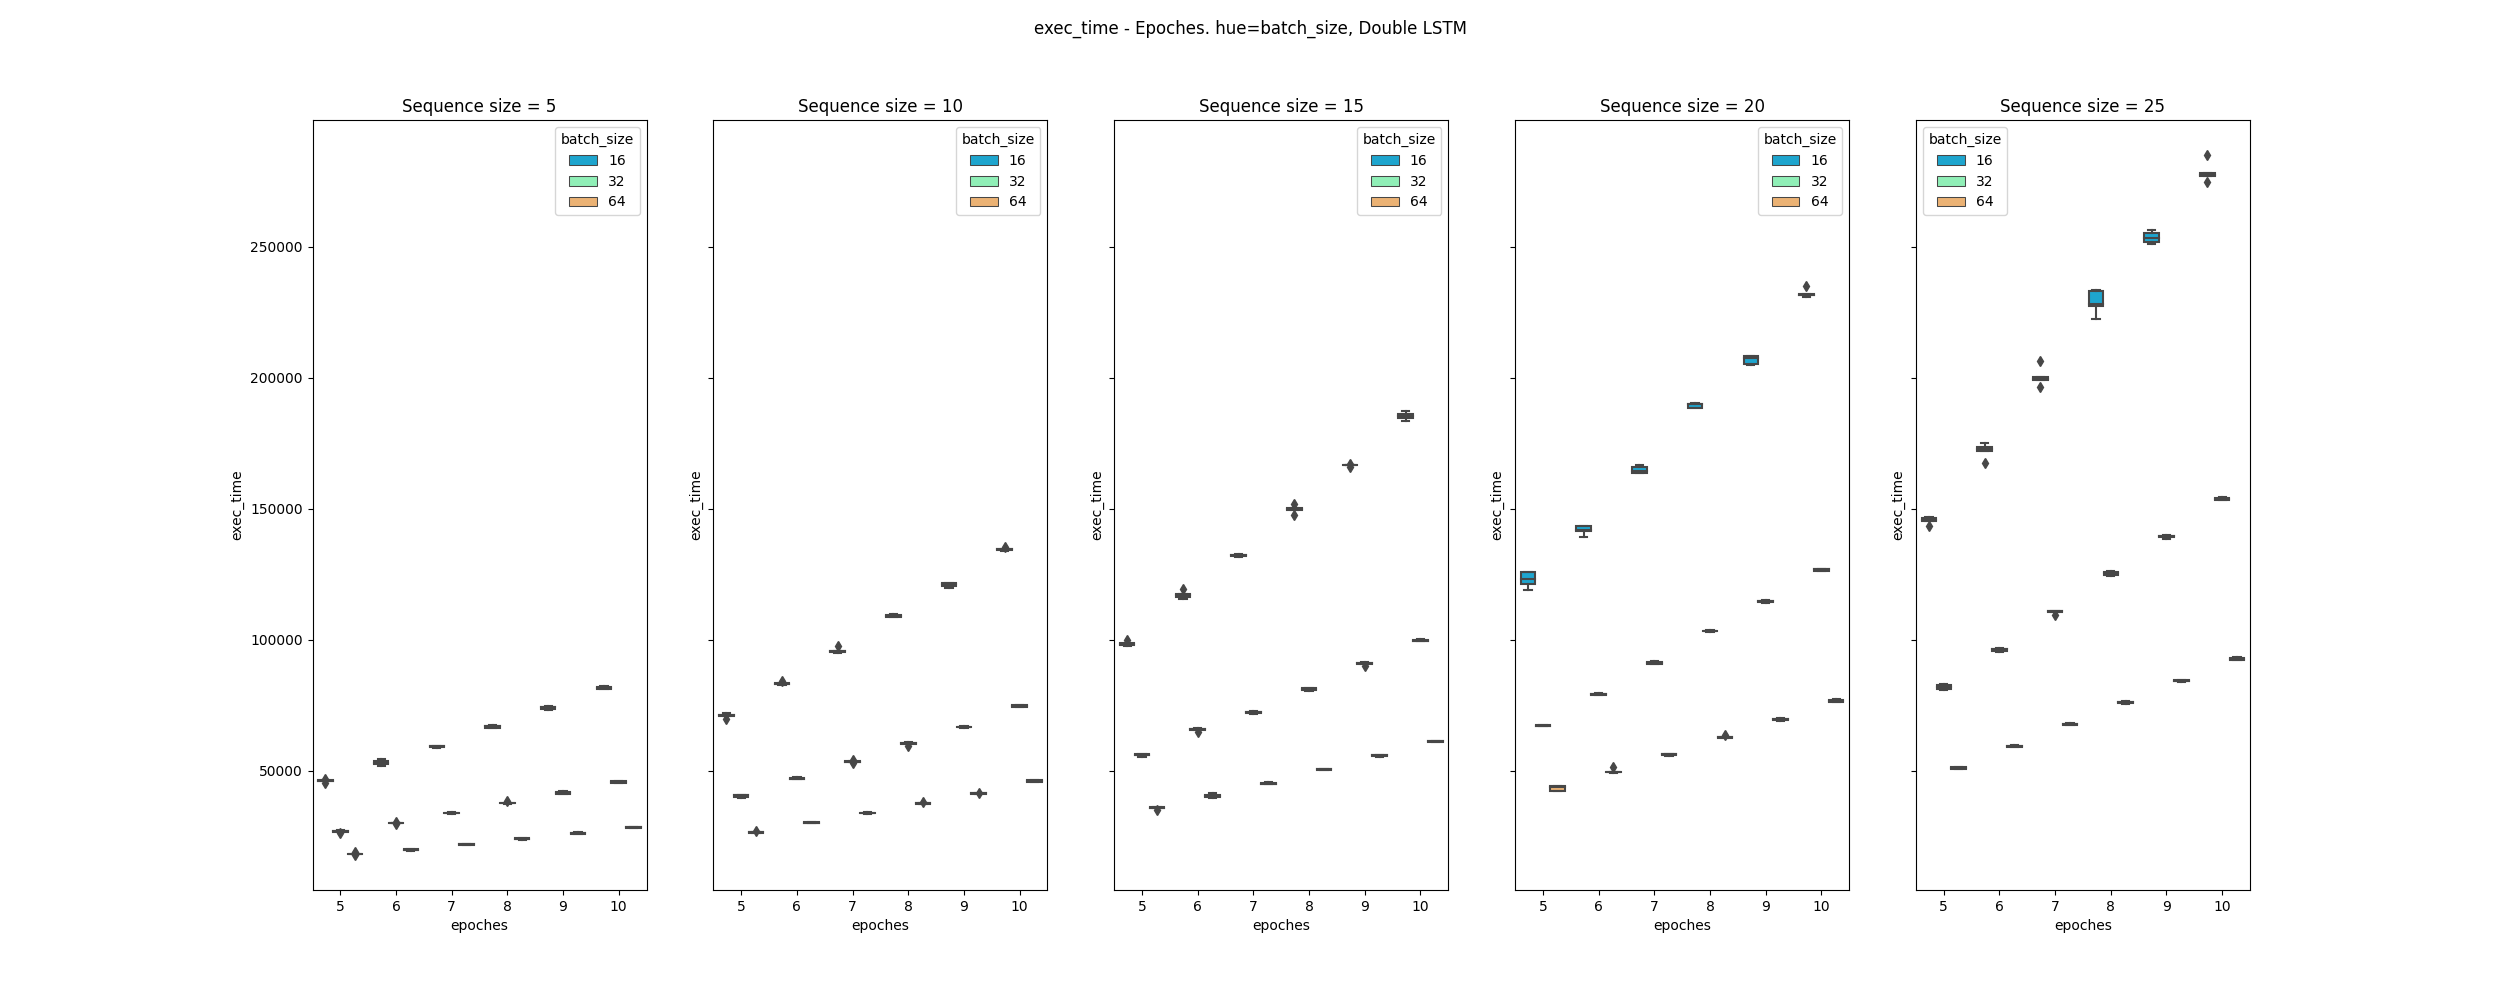 exec_time - Epoches. hue=batch_size, Double LSTM
Sequence size = 5
batch_size
16
32
64
250000
200000
150000
100000
50000
exec_time
5 6 7 8 9 10
epoches
Sequence size = 10
batch_size
16
32
64
exec_time
5 6 7 8 9 10
epoches
Sequence size = 15
batch_size
16
32
64
exec_time
5 6 7 8 9 10
epoches
Sequence size = 20
batch_size
16
32
64
exec_time
5 6 7 8 9 10
epoches
Sequence size = 25
batch_size
16
32
64
exec_time
5 6 7 8 9 10
epoches